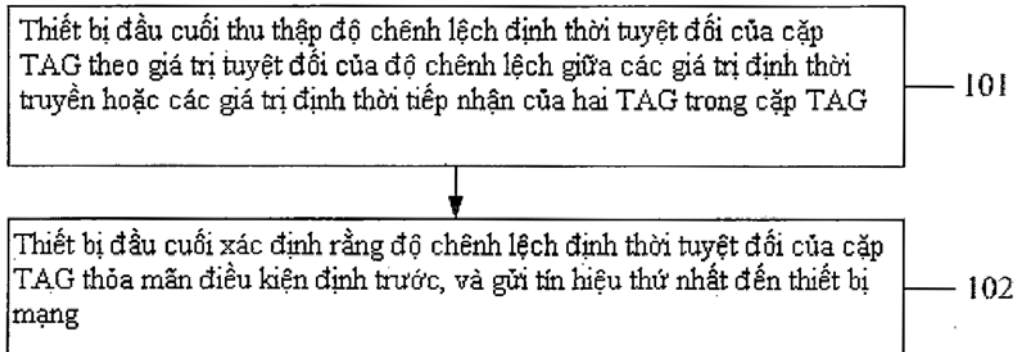 Thiết bị đầu cuối thu thập độ chênh lệch định thời tuyệt đối của cặp
TAG theo giá trị tuyệt đối của độ chênh lệch giữa các giá trị định thời
truyền hoặc các giá trị định thời tiếp nhận của hai TAG trong cặp TAG
101
Thiết bị đầu cuối xác định rằng độ chênh lệch định thời tuyệt đối của cặp
TAG thỏa mãn điều kiện định trước, và gửi tín hiệu thứ nhất đến thiết bị
mạng
102